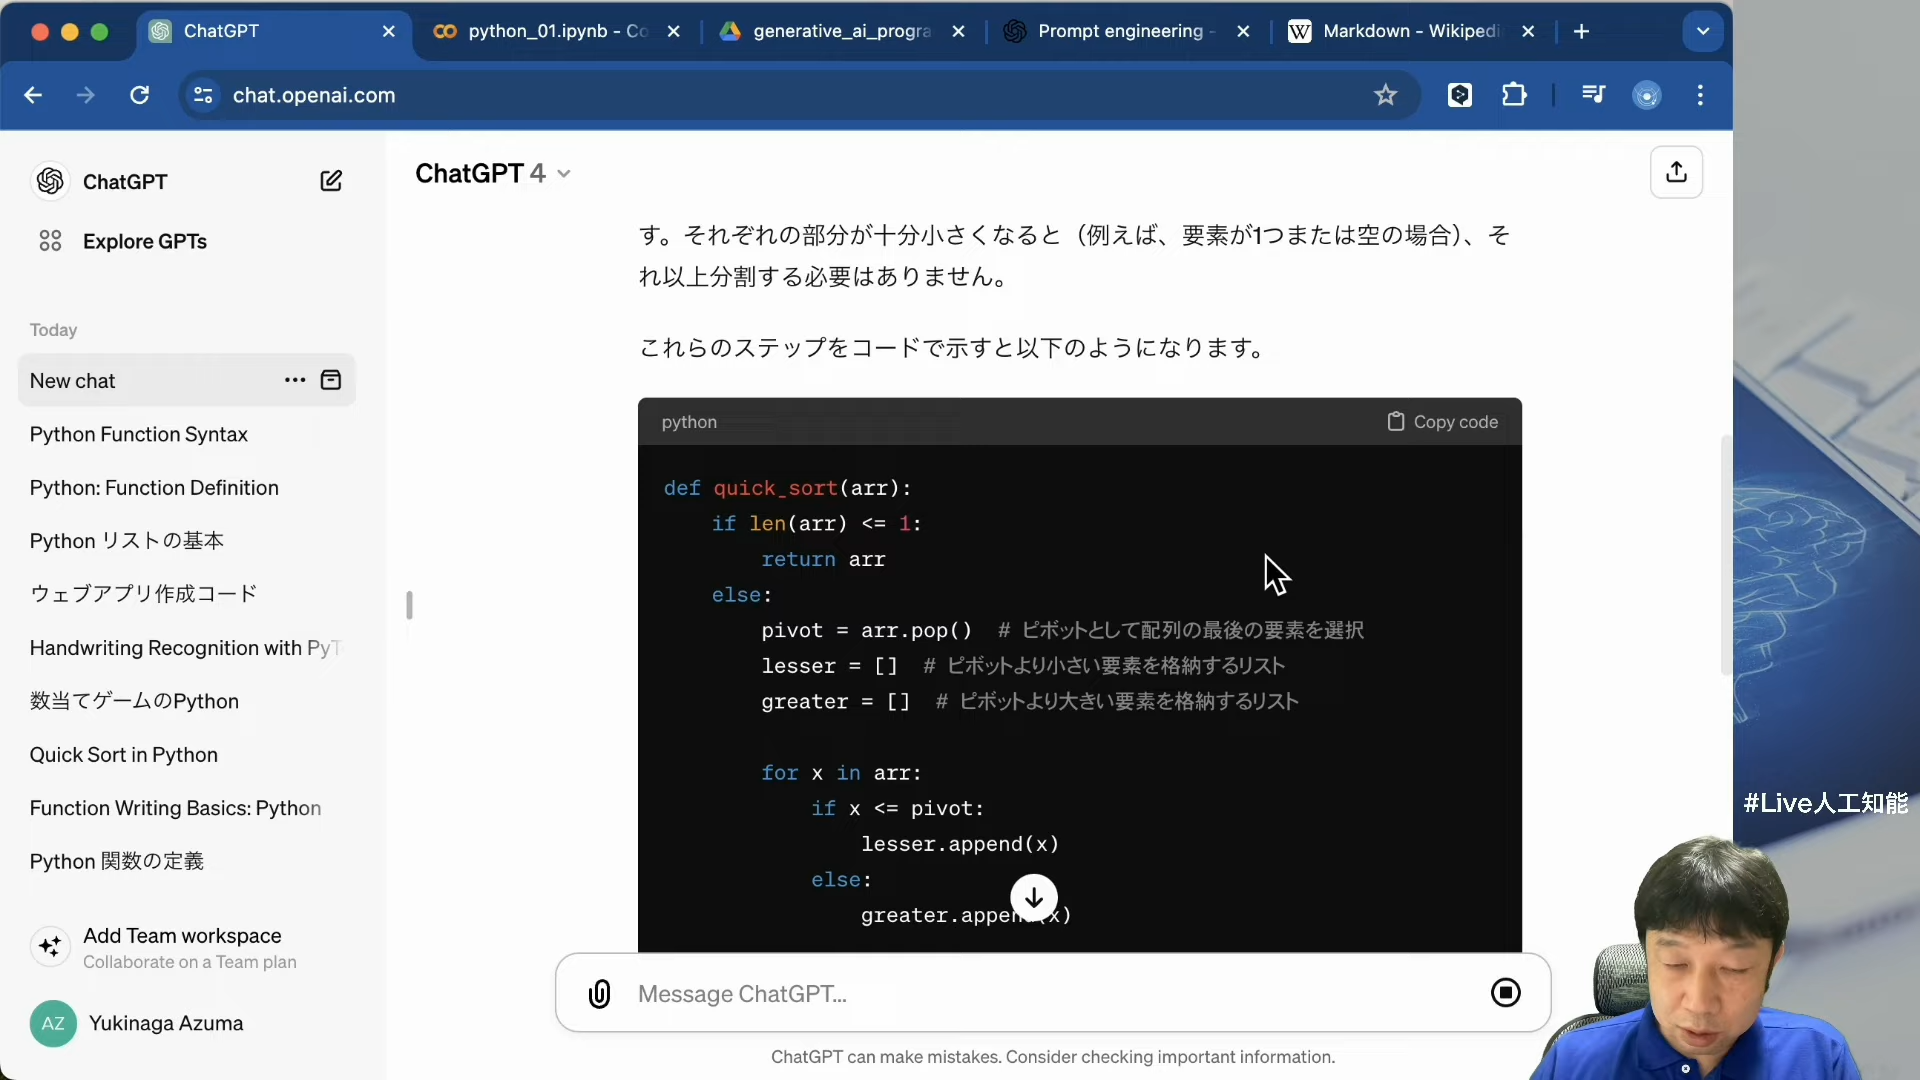 ChatGPT
python_01.ipynb - Co
generative_ai_progra
Prompt engineering -
Markdown - Wikipedi
chat.openai.com
ChatGPT
Explore GPTs
Today
New chat
Python Function Syntax
Python: Function Definition
Python リストの基本
ウェブアプリ作成コード
Handwriting Recognition with PyT
数当てゲームのPython
Quick Sort in Python
Function Writing Basics: Python
Python 関数の定義
Add Team workspace
Collaborate on a Team plan
AZ
Yukinaga Azuma
ChatGPT 4
す。それぞれの部分が十分小さくなると（例えば、要素が1つまたは空の場合）、そ
れ以上分割する必要はありません。
これらのステップをコードで示すと以下のようになります。
python
Copy code
def quick_sort(arr):
    if len(arr) <= 1:
        return arr
    else:
        pivot = arr.pop()  # ピボットとして配列の最後の要素を選択
        lesser = []  # ピボットより小さい要素を格納するリスト
        greater = []  # ピボットより大きい要素を格納するリスト
        for x in arr:
            if x <= pivot:
                lesser.append(x)
            else:
                greater.append(x)
Message ChatGPT...
ChatGPT can make mistakes. Consider checking important information.
#Live人工知能